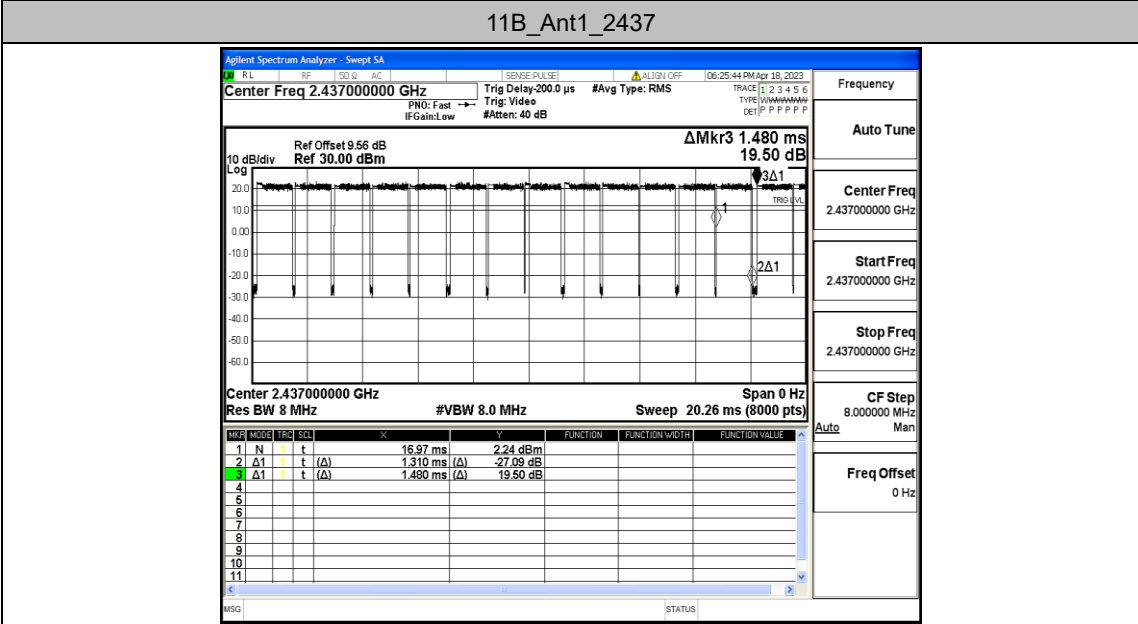 11B_Ant1_2437
Agilent Spectrum Analyzer - Swept SA
RL RF 50 Ω AC SENSE:PULSE ALIGN OFF 06:25:44 PM Apr 18, 2023
Center Freq 2.437000000 GHz
PNO: Fast
IFGain:Low
Trig Delay-200.0 µs
Trig: Video
#Atten: 40 dB
#Avg Type: RMS
TRACE 1 2 3 4 5 6
TYPE
DET P P P P P P
ΔMkr3 1.480 ms
19.50 dB
Ref Offset 9.56 dB
10 dB/div Ref 30.00 dBm
Log
20.0
10.0
0.00
-10.0
-20.0
-30.0
-40.0
-50.0
-60.0
3Δ1
TRIG LVL
1
2Δ1
Center 2.437000000 GHz Span 0 Hz
Res BW 8 MHz #VBW 8.0 MHz Sweep 20.26 ms (8000 pts)
MKR MODE TRC SCL X Y FUNCTION FUNCTION WIDTH FUNCTION VALUE
1 N 1 t 16.97 ms 2.24 dBm
2 Δ1 1 t (Δ) 1.310 ms (Δ) -27.09 dB
3 Δ1 1 t (Δ) 1.480 ms (Δ) 19.50 dB
4
5
6
7
8
9
10
11
MSG STATUS
Frequency
Auto Tune
Center Freq
2.437000000 GHz
Start Freq
2.437000000 GHz
Stop Freq
2.437000000 GHz
CF Step
8.000000 MHz
Auto Man
Freq Offset
0 Hz